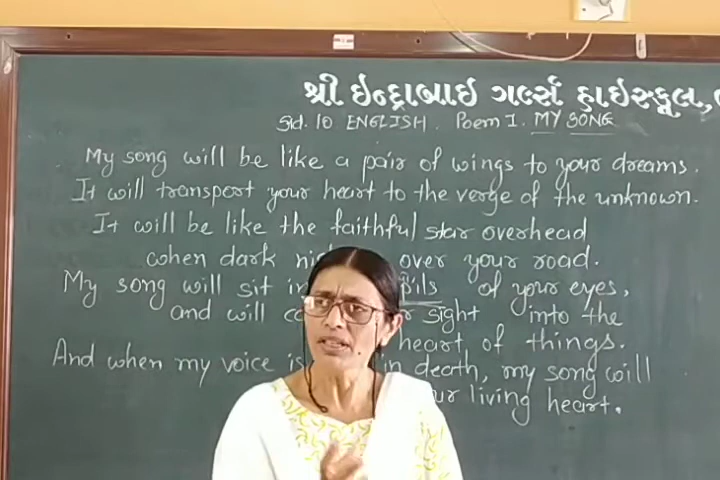 શ્રી ઇન્દ્રાબાઇ ગર્લ્સ હાઇસ્કૂલ,
Std. 10 ENGLISH. Poem 1. MY SONG
My song will be like a pair of wings to your dreams.
It will transport your heart to the verge of the unknown.
It will be like the faithful star overhead
when dark over your road.
My song will sit in of your eyes,
and will sight into the
heart of things.
And when my voice is in death, my song will
living heart.